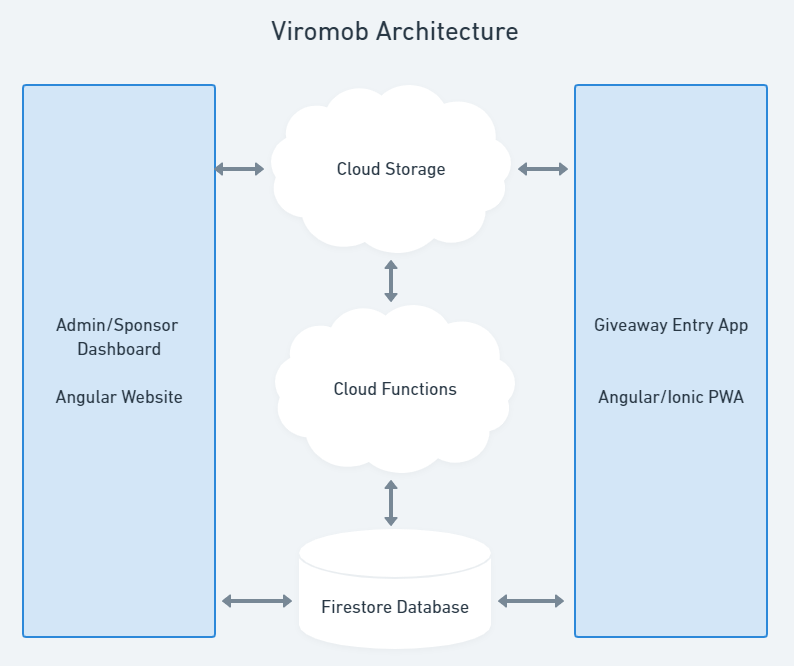 Viromob Architecture
Cloud Storage
Admin/Sponsor
Dashboard
Angular Website
Cloud Functions
Giveaway Entry App
Angular/Ionic PWA
Firestore Database